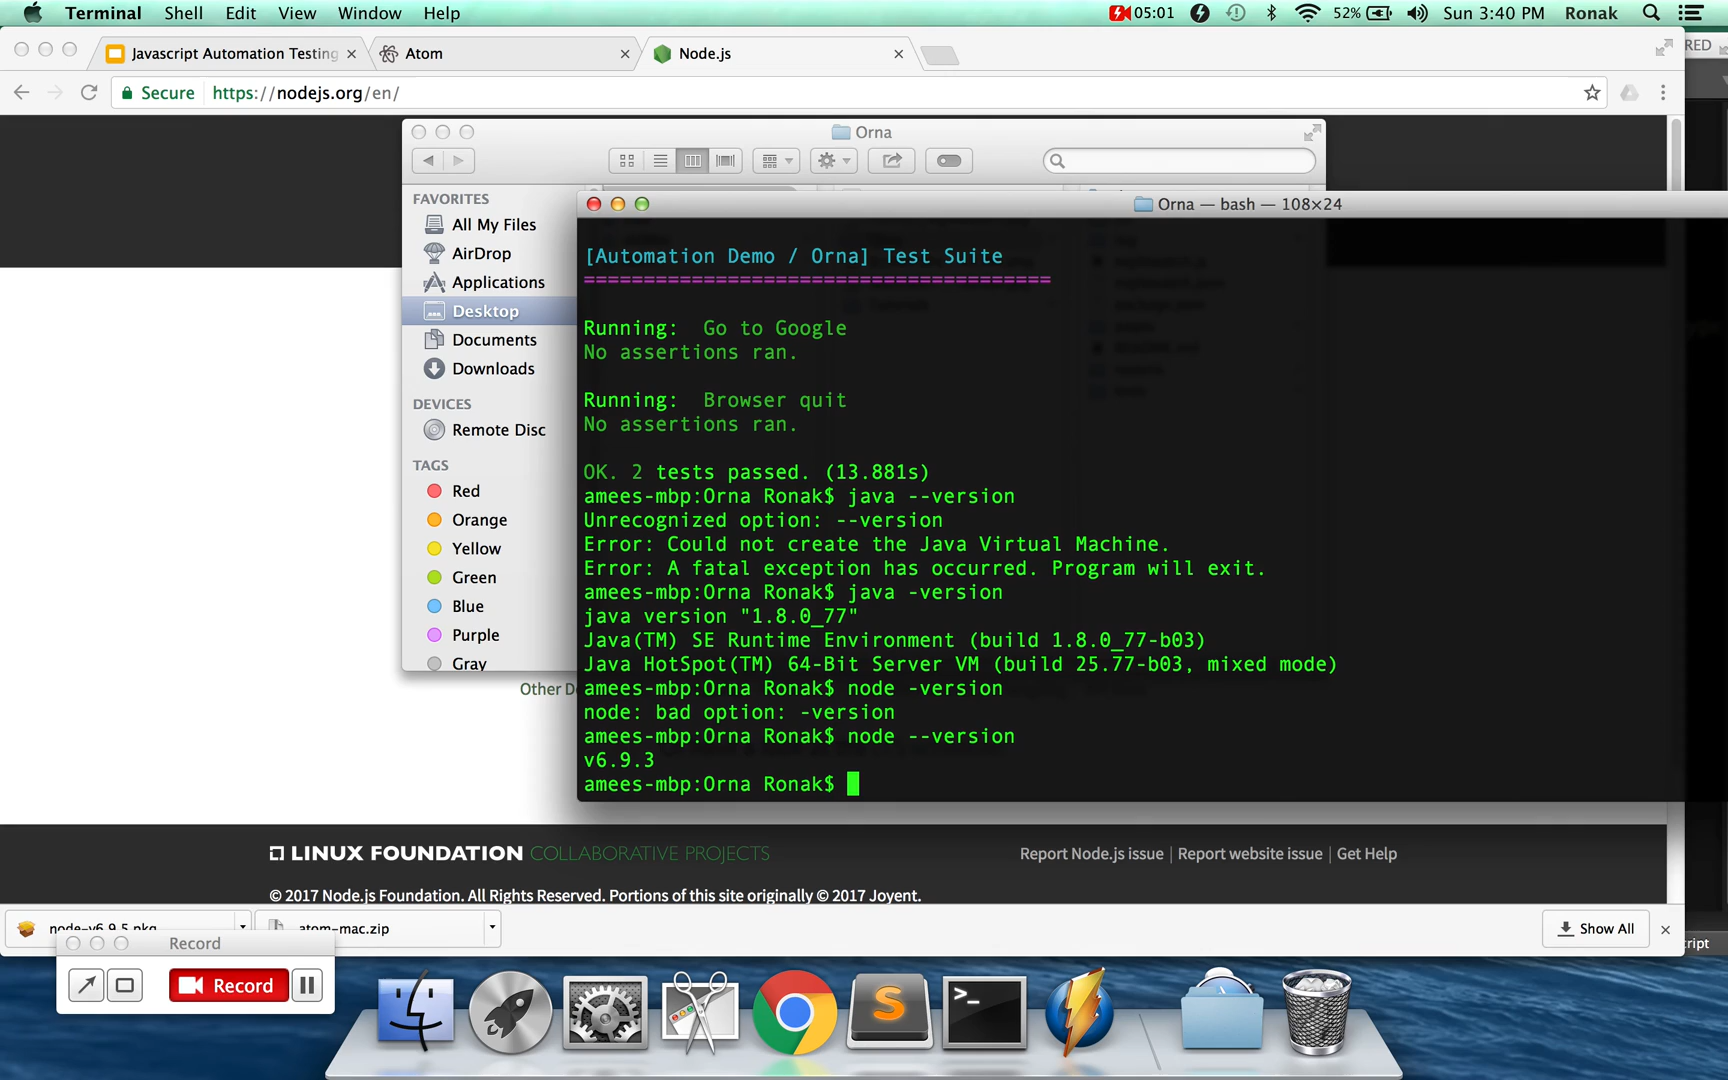 Terminal Shell Edit View Window Help 05:01 52% Sun 3:40 PM Ronak
Javascript Automation Testing Atom Node.js
RED
Secure https://nodejs.org/en/
Orna
FAVORITES
All My Files
AirDrop
Applications
Desktop
Documents
Downloads
DEVICES
Remote Disc
TAGS
Red
Orange
Yellow
Green
Blue
Purple
Gray
Orna — bash — 108×24
[Automation Demo / Orna] Test Suite
=======================================
Running:  Go to Google
No assertions ran.
Running:  Browser quit
No assertions ran.
OK. 2 tests passed. (13.881s)
amees-mbp:Orna Ronak$ java --version
Unrecognized option: --version
Error: Could not create the Java Virtual Machine.
Error: A fatal exception has occurred. Program will exit.
amees-mbp:Orna Ronak$ java -version
java version "1.8.0_77"
Java(TM) SE Runtime Environment (build 1.8.0_77-b03)
Java HotSpot(TM) 64-Bit Server VM (build 25.77-b03, mixed mode)
amees-mbp:Orna Ronak$ node -version
node: bad option: -version
amees-mbp:Orna Ronak$ node --version
v6.9.3
amees-mbp:Orna Ronak$
Other D
LINUX FOUNDATION COLLABORATIVE PROJECTS
Report Node.js issue | Report website issue | Get Help
© 2017 Node.js Foundation. All Rights Reserved. Portions of this site originally © 2017 Joyent.
node-v6.9.5.pkg
atom-mac.zip
Show All
ript
Record
Record